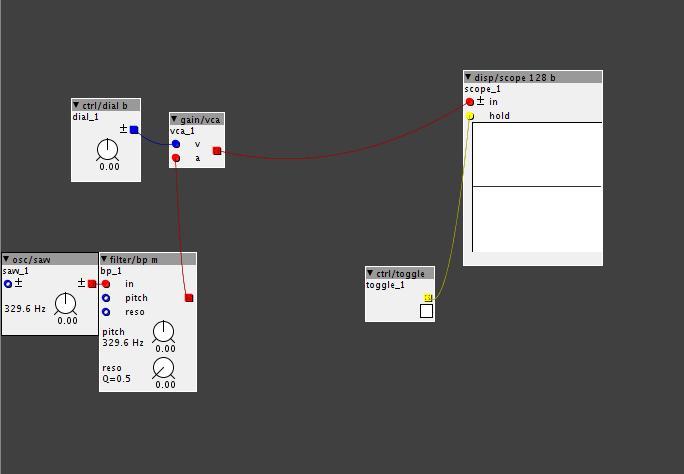 ctrl/dial b
dial_1
±
0.00
gain/vca
vca_1
v
a
disp/scope 128 b
scope_1
± in
hold
osc/saw
saw_1
± ±
329.6 Hz
0.00
filter/bp m
bp_1
in
pitch
reso
pitch
329.6 Hz
0.00
reso
Q=0.5
0.00
ctrl/toggle
toggle_1